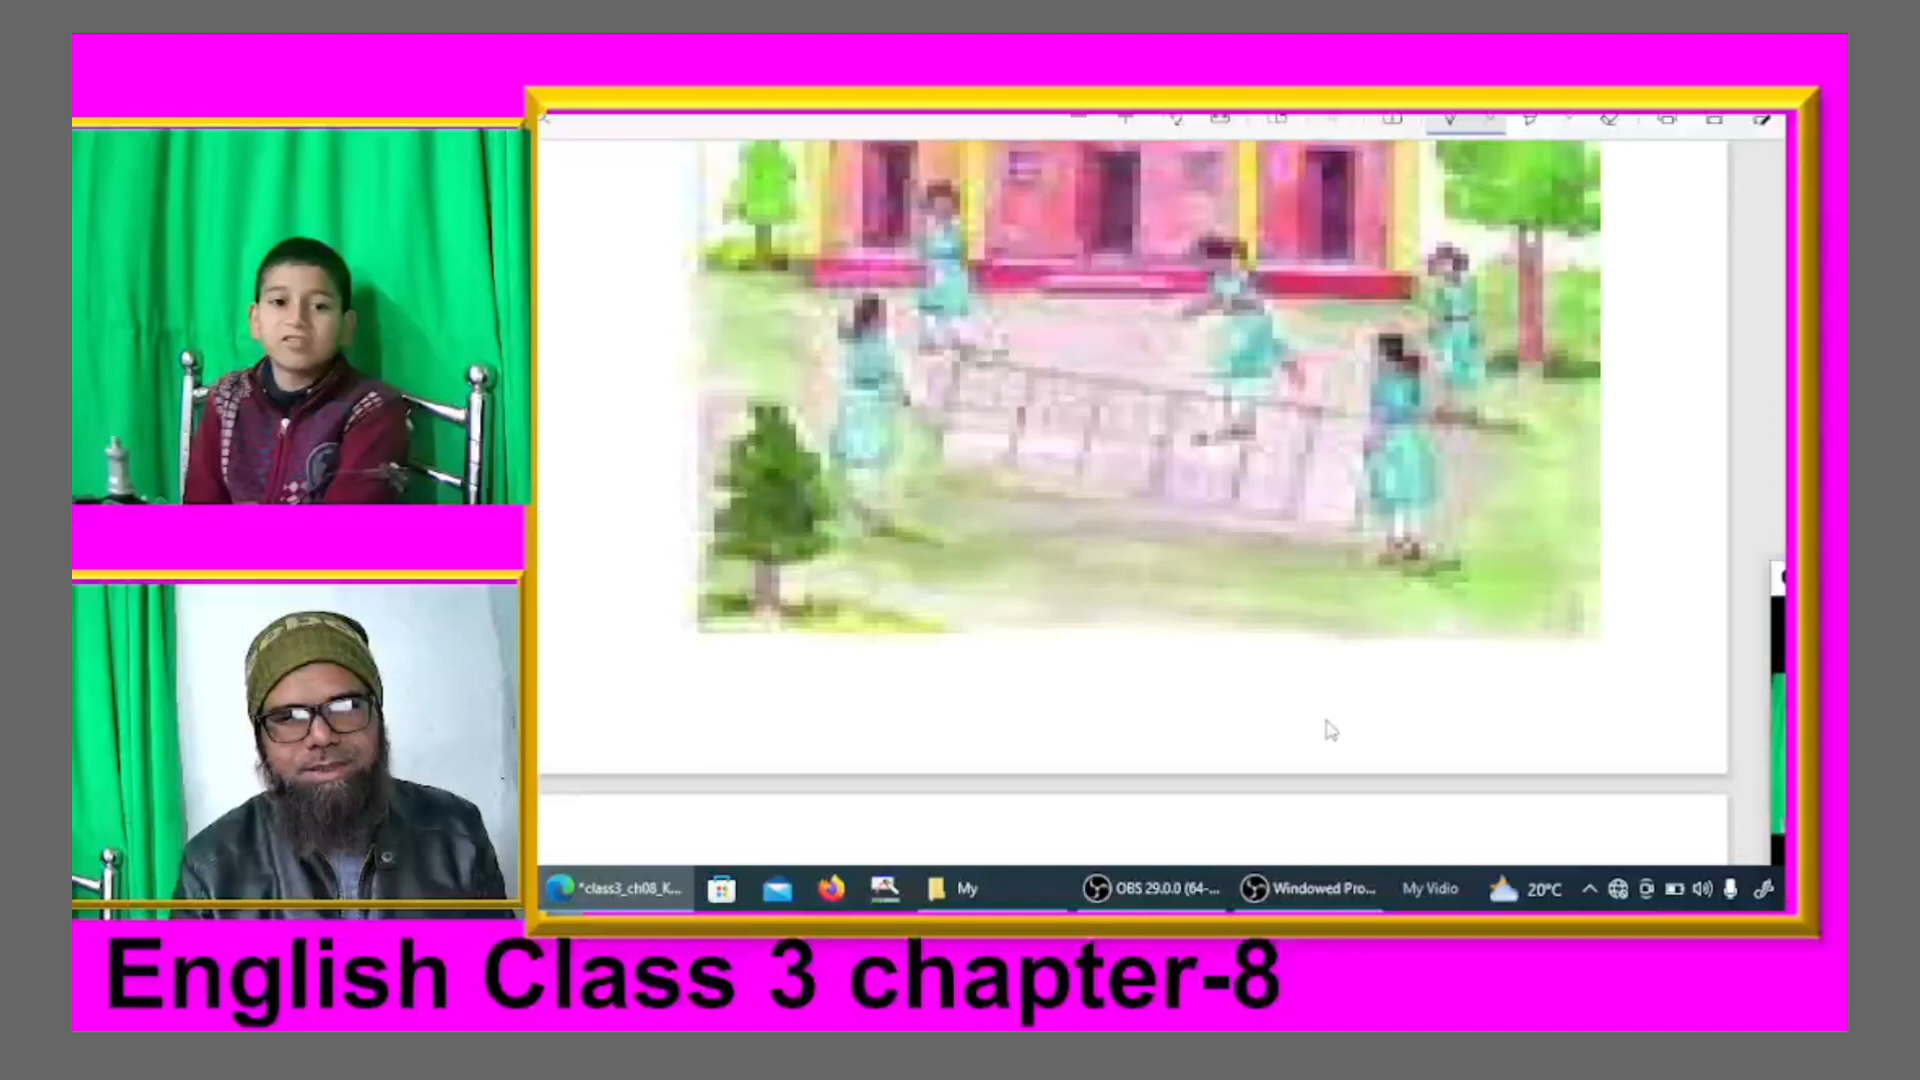 *class3_ch08_K... My OBS 29.0.0 (64-... Windowed Pro... My Vidio 20°C
English Class 3 chapter-8